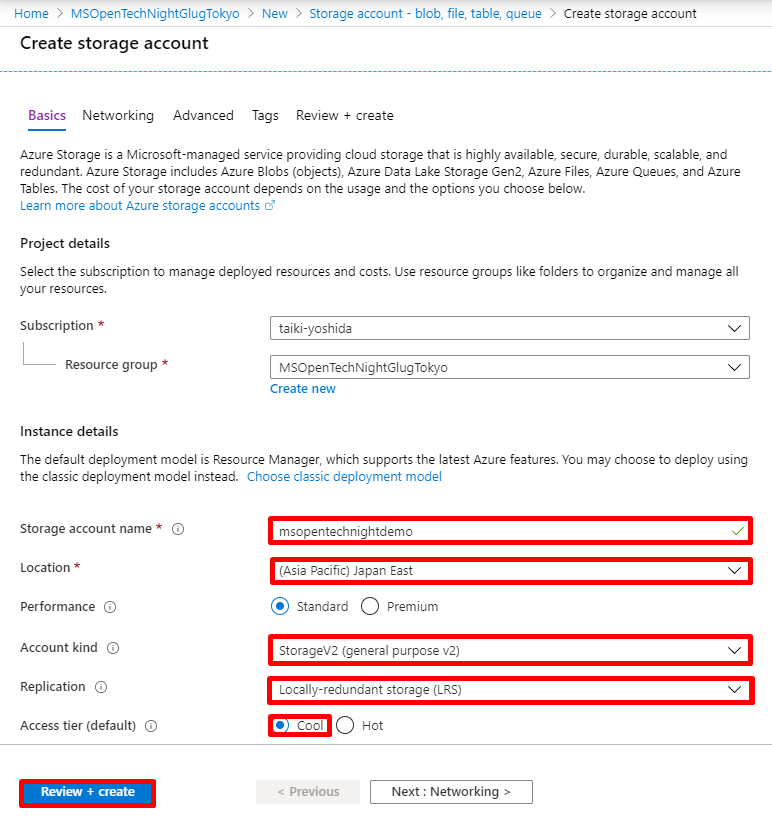 Home > MSOpenTechNightGlugTokyo > New > Storage account - blob, file, table, queue > Create storage account
Create storage account
Basics Networking Advanced Tags Review + create
Azure Storage is a Microsoft-managed service providing cloud storage that is highly available, secure, durable, scalable, and
redundant. Azure Storage includes Azure Blobs (objects), Azure Data Lake Storage Gen2, Azure Files, Azure Queues, and Azure
Tables. The cost of your storage account depends on the usage and the options you choose below.
Learn more about Azure storage accounts
Project details
Select the subscription to manage deployed resources and costs. Use resource groups like folders to organize and manage all
your resources.
Subscription * taiki-yoshida
Resource group * MSOpenTechNightGlugTokyo
Create new
Instance details
The default deployment model is Resource Manager, which supports the latest Azure features. You may choose to deploy using
the classic deployment model instead. Choose classic deployment model
Storage account name * msopentechnightdemo
Location * (Asia Pacific) Japan East
Performance Standard Premium
Account kind StorageV2 (general purpose v2)
Replication Locally-redundant storage (LRS)
Access tier (default) Cool Hot
Review + create < Previous Next : Networking >